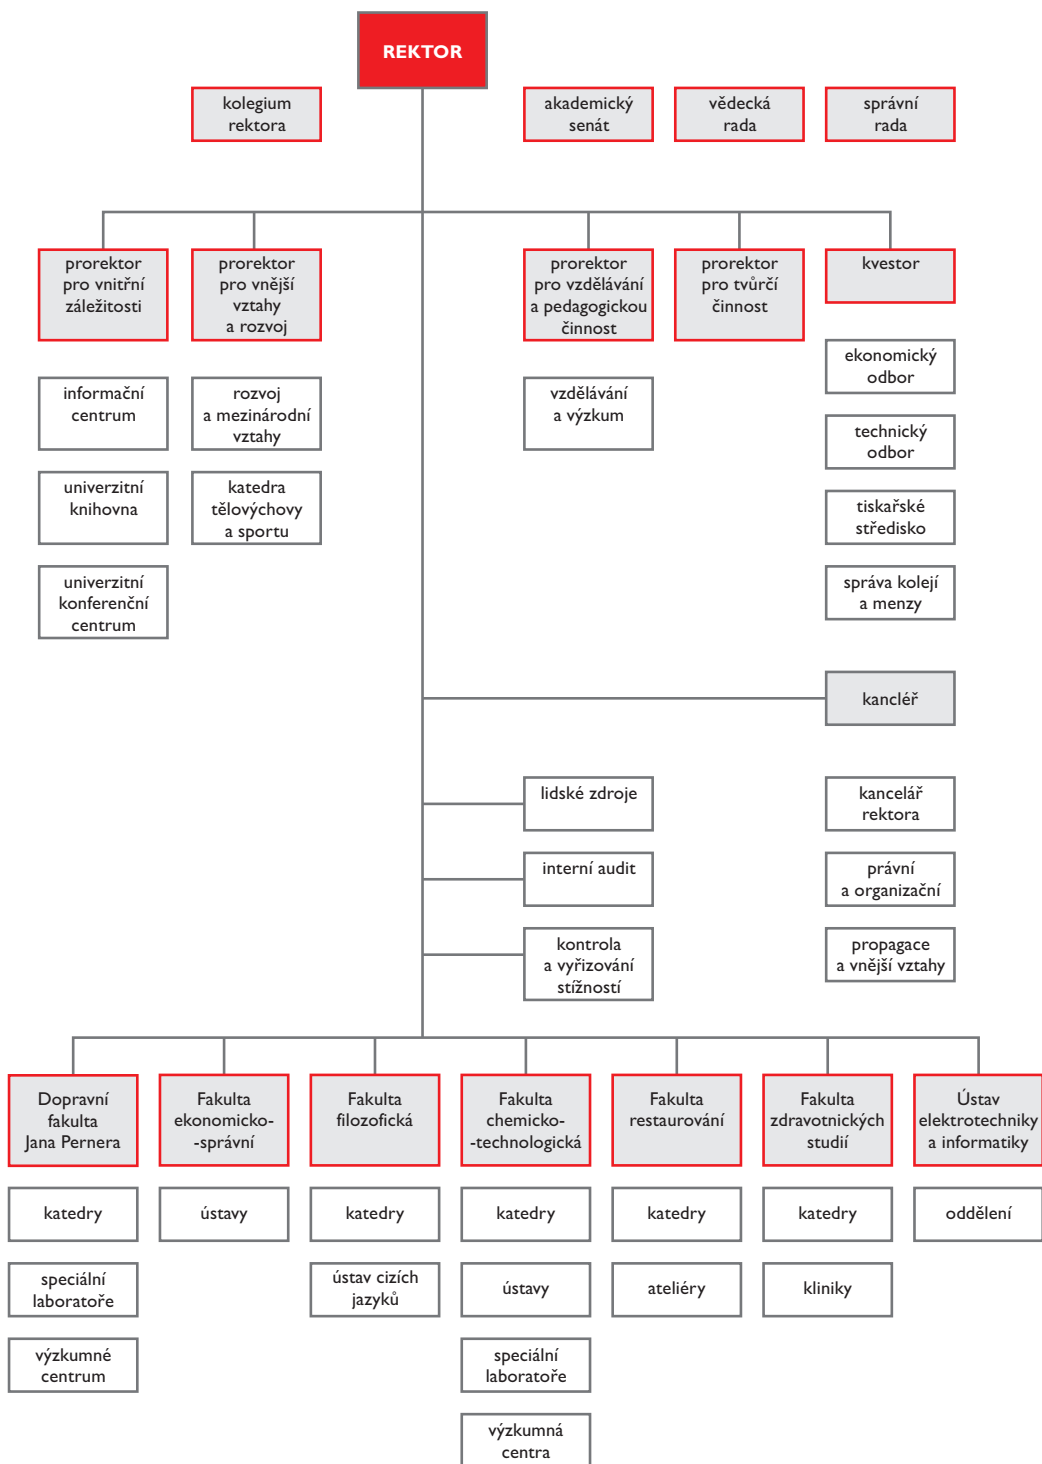 REKTOR
kolegium
rektora
akademický
senát
vědecká
rada
správní
rada
prorektor
pro vnitřní
záležitosti
prorektor
pro vnější
vztahy
a rozvoj
prorektor
pro vzdělávání
a pedagogickou
činnost
prorektor
pro tvůrčí
činnost
kvestor
informační
centrum
univerzitní
knihovna
univerzitní
konferenční
centrum
rozvoj
a mezinárodní
vztahy
katedra
tělovýchovy
a sportu
vzdělávání
a výzkum
ekonomický
odbor
technický
odbor
tiskařské
středisko
správa kolejí
a menzy
kancléř
lidské zdroje
interní audit
kontrola
a vyřizování
stížností
kancelář
rektora
právní
a organizační
propagace
a vnější vztahy
Dopravní
fakulta
Jana Pernera
katedry
speciální
laboratoře
výzkumné
centrum
Fakulta
ekonomicko-
-správní
ústavy
Fakulta
filozofická
katedry
ústav cizích
jazyků
Fakulta
chemicko-
-technologická
katedry
ústavy
speciální
laboratoře
výzkumná
centra
Fakulta
restaurování
katedry
ateliéry
Fakulta
zdravotnických
studií
katedry
kliniky
Ústav
elektrotechniky
a informatiky
oddělení